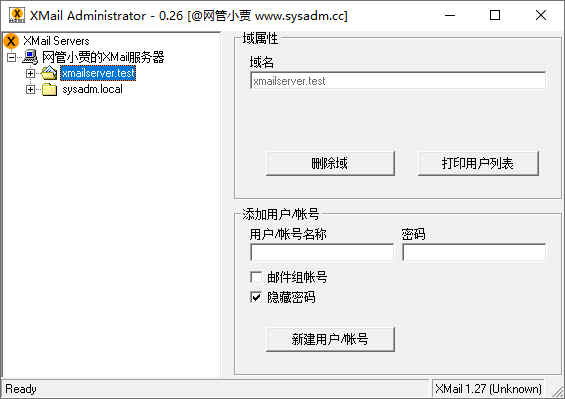 XMail Administrator - 0.26 [@网管小贾 www.sysadm.cc]
XMail Servers
网管小贾的XMail服务器
xmailserver.test
sysadm.local
域属性
域名
xmailserver.test
删除域
打印用户列表
添加用户/帐号
用户/帐号名称
密码
邮件组帐号
隐藏密码
新建用户/帐号
Ready
XMail 1.27 (Unknown)